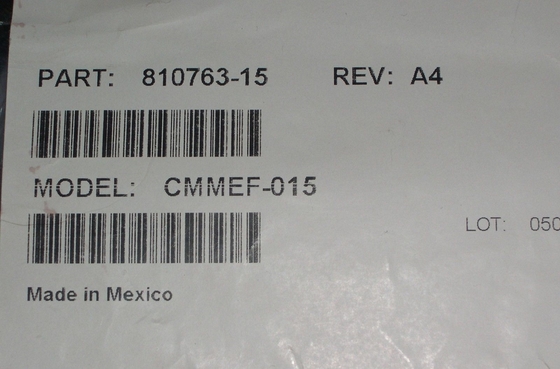 PART: 810763-15 REV: A4
MODEL: CMMEF-015
LOT: 050
Made in Mexico